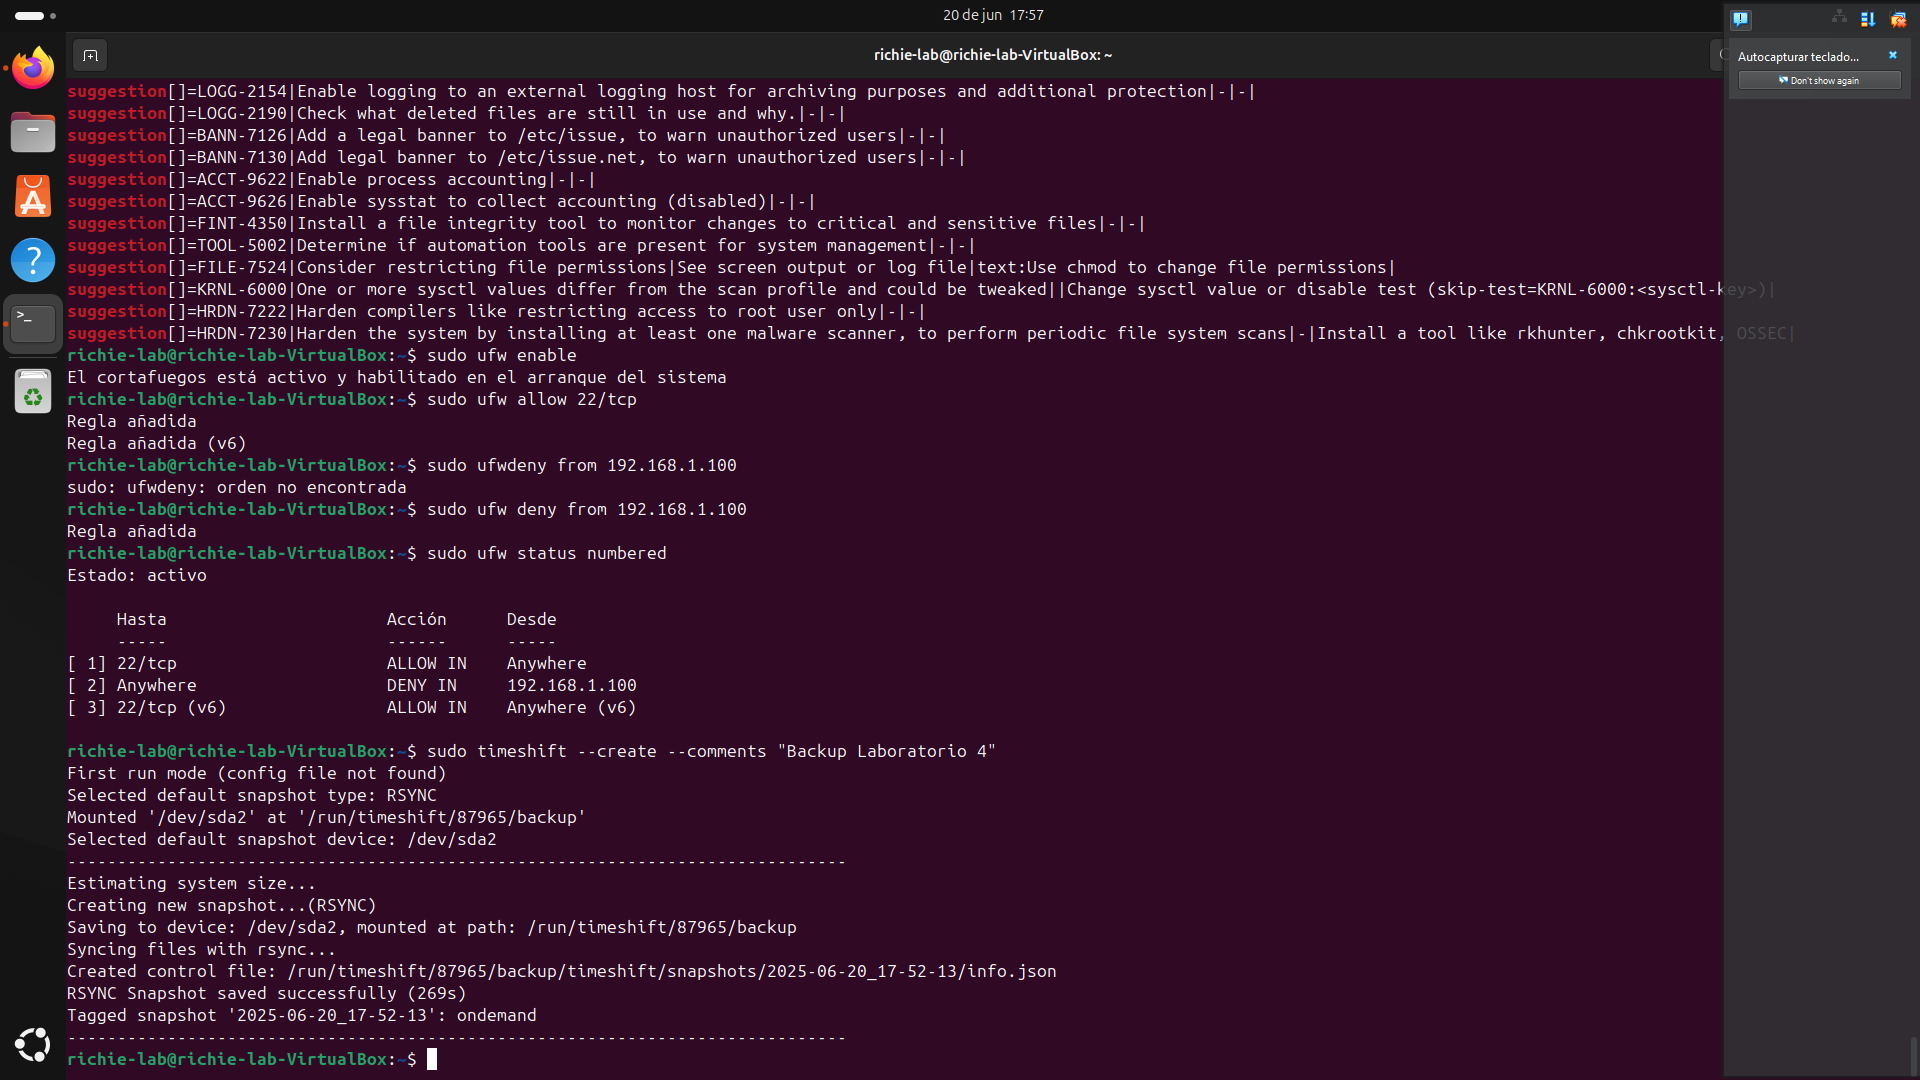 20 de jun 17:57
richie-lab@richie-lab-VirtualBox: ~
Autocapturar teclado...
Don't show again
suggestion[]=LOGG-2154|Enable logging to an external logging host for archiving purposes and additional protection|-|-|
suggestion[]=LOGG-2190|Check what deleted files are still in use and why.|-|-|
suggestion[]=BANN-7126|Add a legal banner to /etc/issue, to warn unauthorized users|-|-|
suggestion[]=BANN-7130|Add legal banner to /etc/issue.net, to warn unauthorized users|-|-|
suggestion[]=ACCT-9622|Enable process accounting|-|-|
suggestion[]=ACCT-9626|Enable sysstat to collect accounting (disabled)|-|-|
suggestion[]=FINT-4350|Install a file integrity tool to monitor changes to critical and sensitive files|-|-|
suggestion[]=TOOL-5002|Determine if automation tools are present for system management|-|-|
suggestion[]=FILE-7524|Consider restricting file permissions|See screen output or log file|text:Use chmod to change file permissions|
suggestion[]=KRNL-6000|One or more sysctl values differ from the scan profile and could be tweaked||Change sysctl value or disable test (skip-test=KRNL-6000:<sysctl-key>)|
suggestion[]=HRDN-7222|Harden compilers like restricting access to root user only|-|-|
suggestion[]=HRDN-7230|Harden the system by installing at least one malware scanner, to perform periodic file system scans|-|Install a tool like rkhunter, chkrootkit, OSSEC|
richie-lab@richie-lab-VirtualBox:~$ sudo ufw enable
El cortafuegos está activo y habilitado en el arranque del sistema
richie-lab@richie-lab-VirtualBox:~$ sudo ufw allow 22/tcp
Regla añadida
Regla añadida (v6)
richie-lab@richie-lab-VirtualBox:~$ sudo ufwdeny from 192.168.1.100
sudo: ufwdeny: orden no encontrada
richie-lab@richie-lab-VirtualBox:~$ sudo ufw deny from 192.168.1.100
Regla añadida
richie-lab@richie-lab-VirtualBox:~$ sudo ufw status numbered
Estado: activo
Hasta Acción Desde
----- ------ -----
[ 1] 22/tcp ALLOW IN Anywhere
[ 2] Anywhere DENY IN 192.168.1.100
[ 3] 22/tcp (v6) ALLOW IN Anywhere (v6)
richie-lab@richie-lab-VirtualBox:~$ sudo timeshift --create --comments "Backup Laboratorio 4"
First run mode (config file not found)
Selected default snapshot type: RSYNC
Mounted '/dev/sda2' at '/run/timeshift/87965/backup'
Selected default snapshot device: /dev/sda2
------------------------------------------------------------------------------
Estimating system size...
Creating new snapshot...(RSYNC)
Saving to device: /dev/sda2, mounted at path: /run/timeshift/87965/backup
Syncing files with rsync...
Created control file: /run/timeshift/87965/backup/timeshift/snapshots/2025-06-20_17-52-13/info.json
RSYNC Snapshot saved successfully (269s)
Tagged snapshot '2025-06-20_17-52-13': ondemand
------------------------------------------------------------------------------
richie-lab@richie-lab-VirtualBox:~$